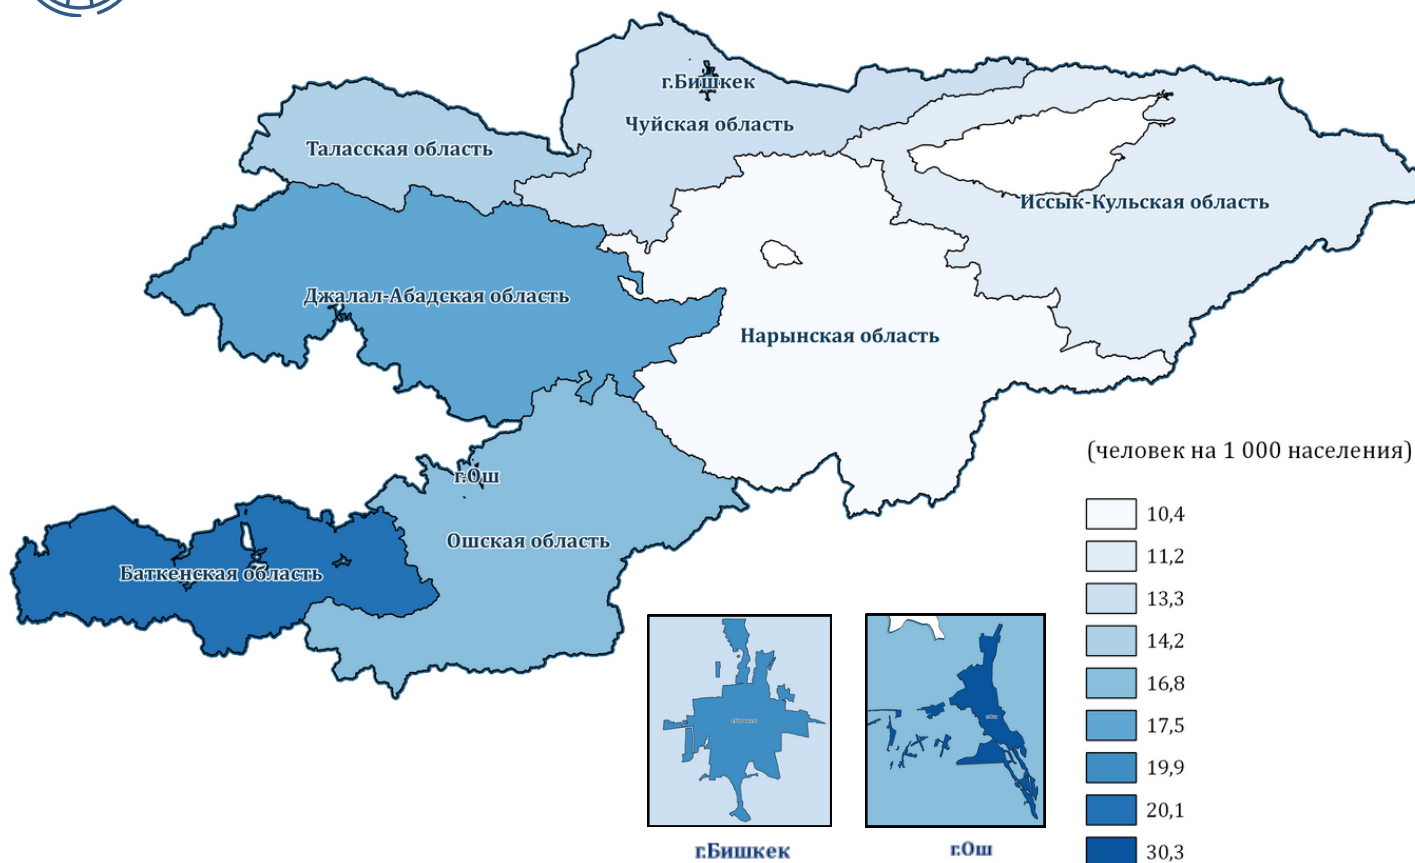 г.Бишкек
Чуйская область
Таласская область
Иссык-Кульская область
Джалал-Абадская область
Нарынская область
(человек на 1 000 населения)
г.Ош
10,4
Ошская область
11,2
Баткенская область
13,3
14,2
16,8
17,5
19,9
20,1
30,3
г.Бишкек
г.Ош